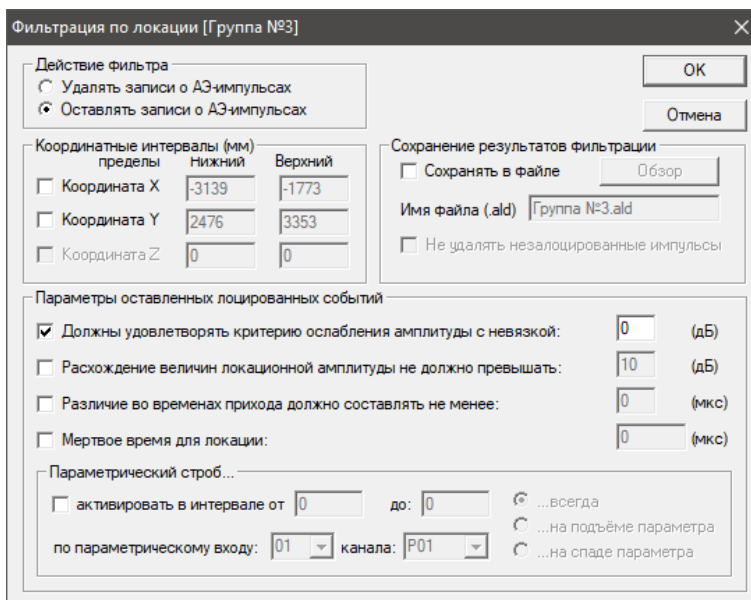 Фильтрация по локации [Группа №3]
Действие фильтра
Удалять записи о АЭ-импульсах
Оставлять записи о АЭ-импульсах
OK
Отмена
Координатные интервалы (мм)
пределы Нижний Верхний
Координата X -3139 -1773
Координата Y 2476 3353
Координата Z 0 0
Сохранение результатов фильтрации
Сохранять в файле Обзор
Имя файла (.ald) Группа №3.ald
Не удалять незалоцированные импульсы
Параметры оставленных лоцированных событий
Должны удовлетворять критерию ослабления амплитуды с невязкой: 0 (дБ)
Расхождение величин локационной амплитуды не должно превышать: 10 (дБ)
Различие во временах прихода должно составлять не менее: 0 (мкс)
Мертвое время для локации: 0 (мкс)
Параметрический строб...
активировать в интервале от 0 до: 0
...всегда
...на подъёме параметра
...на спаде параметра
по параметрическому входу: 01 канала: P01